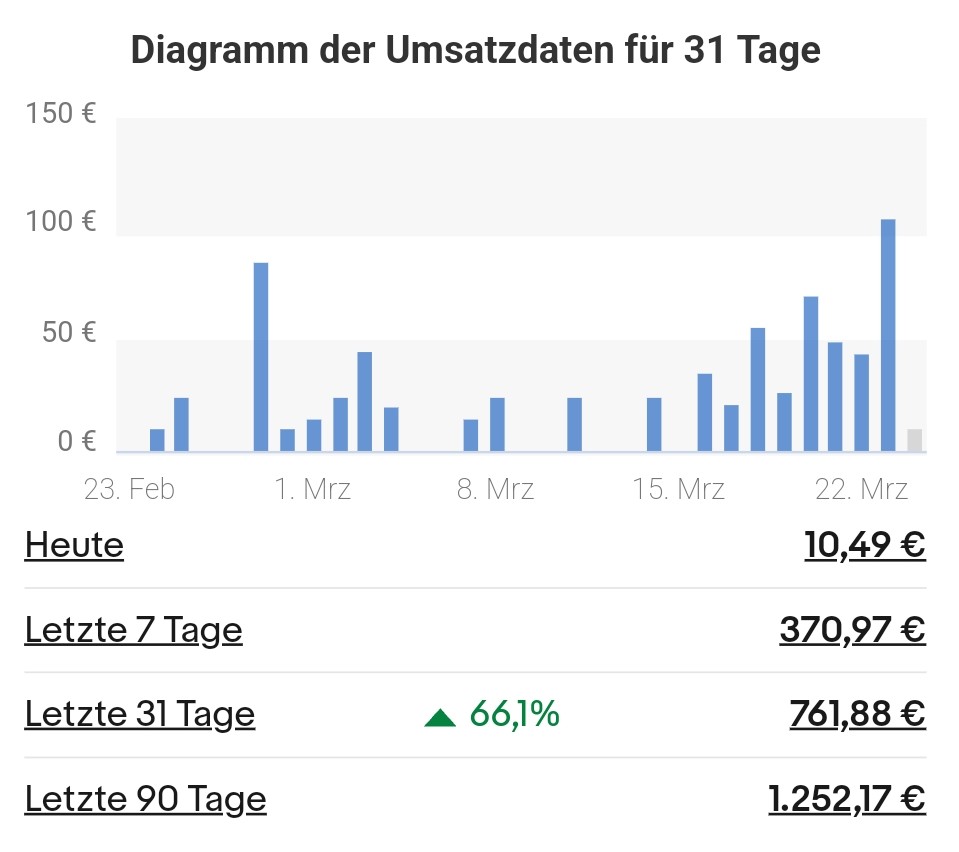 Diagramm der Umsatzdaten für 31 Tage
150 €
100 €
50 €
0 €
23. Feb 1. Mrz 8. Mrz 15. Mrz 22. Mrz
Heute 10,49 €
Letzte 7 Tage 370,97 €
Letzte 31 Tage 66,1% 761,88 €
Letzte 90 Tage 1.252,17 €